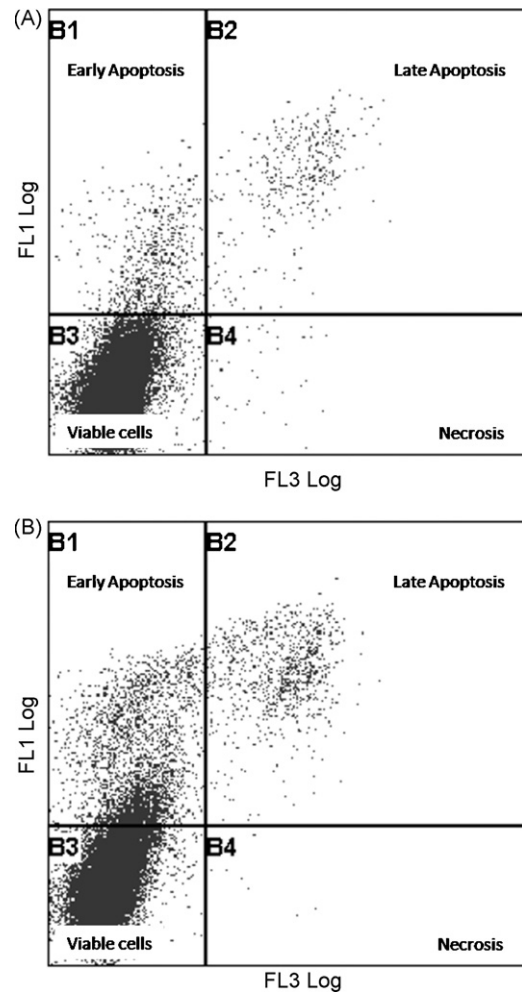 (A)
B1 B2
Early Apoptosis Late Apoptosis
FL1 Log
B3 B4
Viable cells Necrosis
FL3 Log
(B)
B1 B2
Early Apoptosis Late Apoptosis
FL1 Log
B3 B4
Viable cells Necrosis
FL3 Log